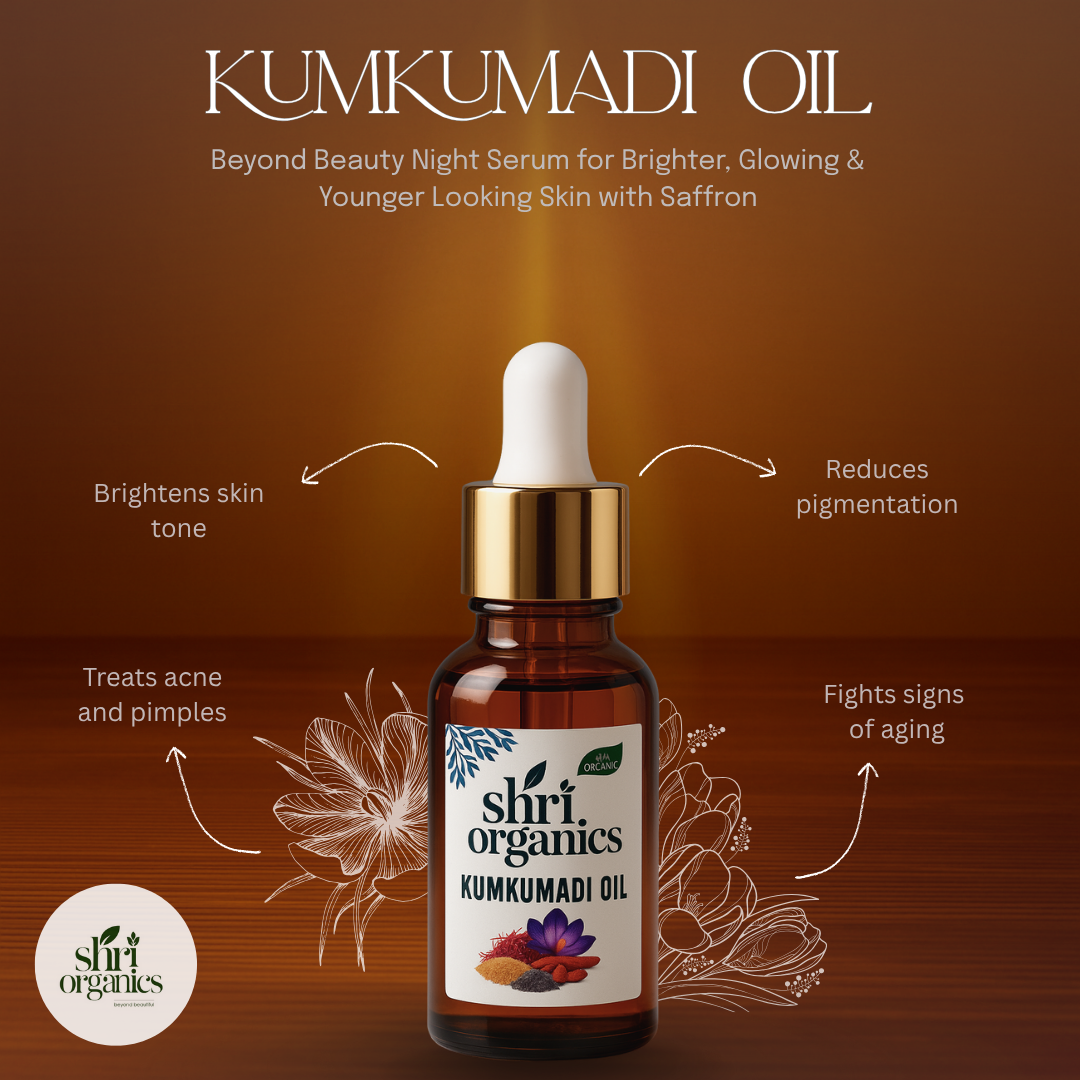 KUMKUMADI OIL
Beyond Beauty Night Serum for Brighter, Glowing &
Younger Looking Skin with Saffron
Brightens skin
tone
Reduces
pigmentation
Treats acne
and pimples
Fights signs
of aging
ORGANIC
shri
organics
KUMKUMADI OIL
shri
organics
beyond beautiful